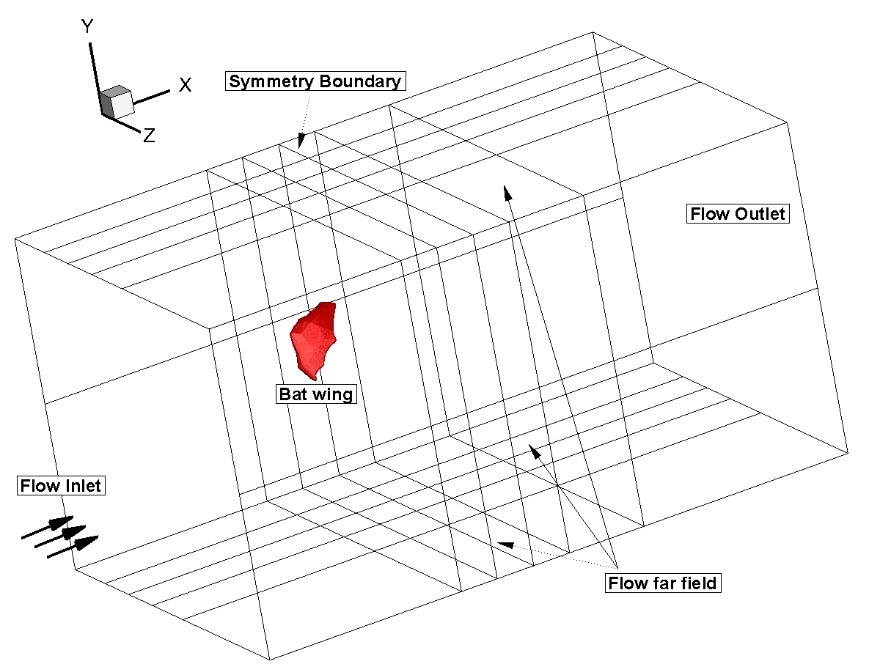 Y
X
Z
Symmetry Boundary
Flow Outlet
Bat wing
Flow Inlet
Flow far field